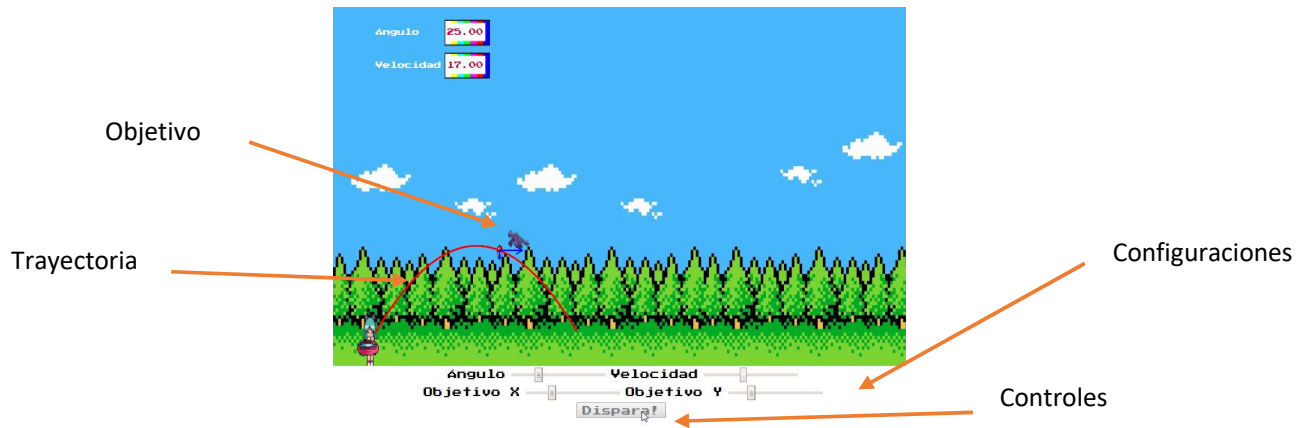 Ángulo 25.00
Velocidad 17.00
Objetivo
Trayectoria
Configuraciones
Ángulo Velocidad
Objetivo X Objetivo Y
Controles
Dispara!